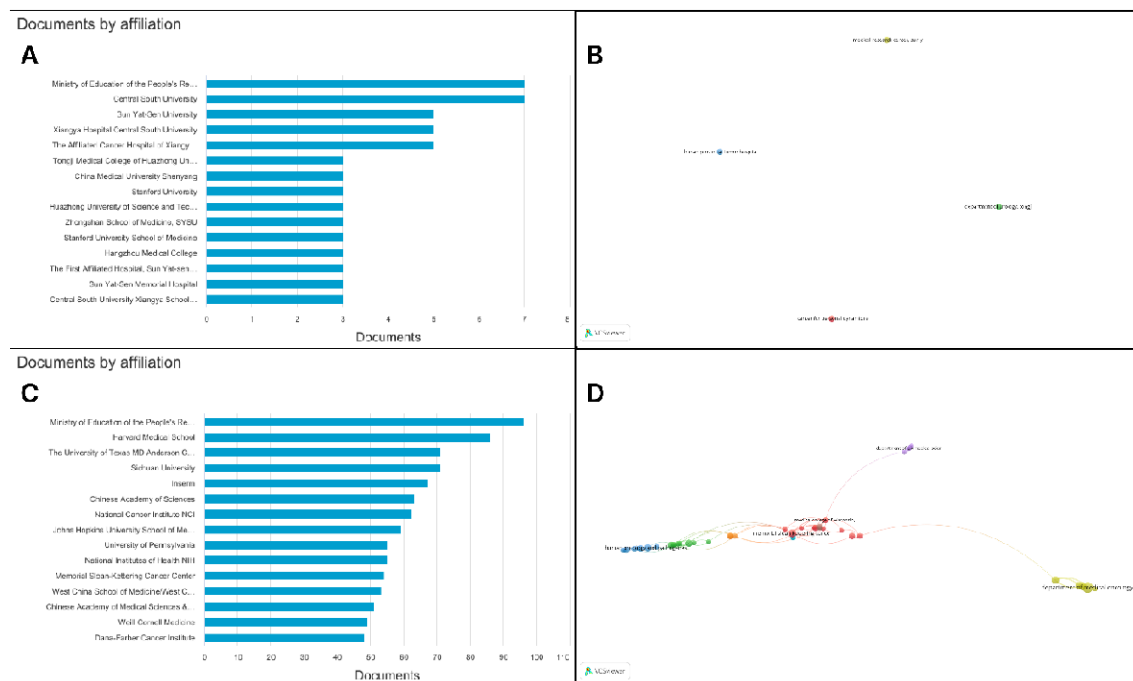 Documents by affiliation
A
Ministry of Education of the People's Re...
Central South University
Sun Yat-Sen University
Xiangya Hospital Central South University
The Affiliated Cancer Hospital of Xiangy...
Tongji Medical College of Huazhong Un...
China Medical University Shenyang
Stanford University
Huazhong University of Science and Tec...
Zhongshan School of Medicine, SYSU
Stanford University School of Medicine
Hangzhou Medical College
The First Affiliated Hospital, Sun Yat-sen...
Sun Yat-Sen Memorial Hospital
Central South University Xiangya School...
0 1 2 3 4 5 6 7 8
Documents
B
VOSviewer
Documents by affiliation
C
Ministry of Education of the People's Re...
Harvard Medical School
The University of Texas MD Anderson C...
Sichuan University
Inserm
Chinese Academy of Sciences
National Cancer Institute NCI
Johns Hopkins University School of Me...
University of Pennsylvania
National Institutes of Health NIH
Memorial Sloan-Kettering Cancer Center
West China School of Medicine/West C...
Chinese Academy of Medical Sciences &...
Weill Cornell Medicine
Dana-Farber Cancer Institute
0 10 20 30 40 50 60 70 80 90 100 110
Documents
D
department of medical oncology
VOSviewer